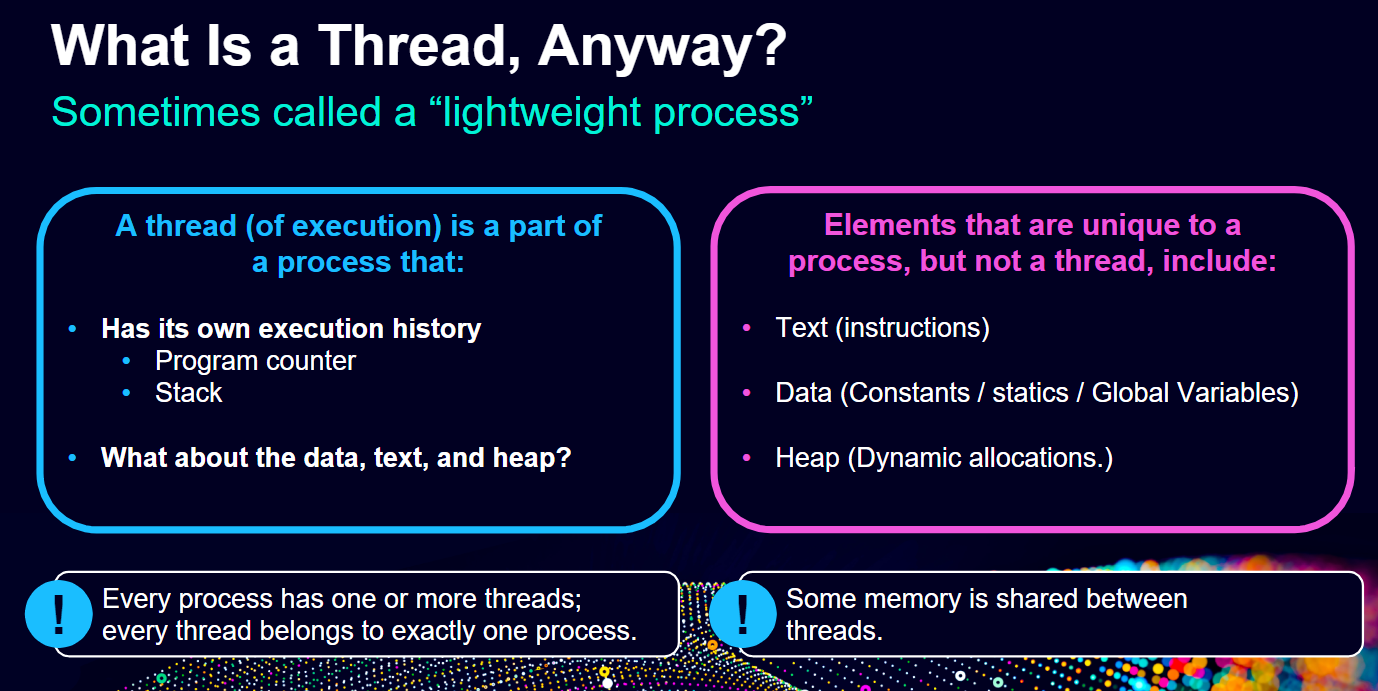 What Is a Thread, Anyway?
Sometimes called a “lightweight process”
A thread (of execution) is a part of
a process that:
• Has its own execution history
• Program counter
• Stack
• What about the data, text, and heap?
Elements that are unique to a
process, but not a thread, include:
• Text (instructions)
• Data (Constants / statics / Global Variables)
• Heap (Dynamic allocations.)
! Every process has one or more threads;
every thread belongs to exactly one process.
! Some memory is shared between
threads.